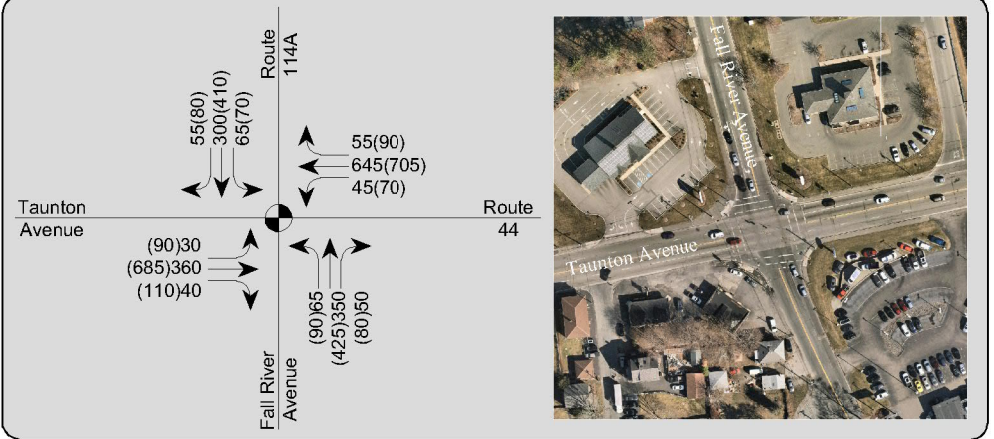 Route
114A
55(80)
300(410)
65(70)
55(90)
645(705)
45(70)
Taunton
Avenue
Route
44
(90)30
(685)360
(110)40
(90)65
(425)350
(80)50
Fall River
Avenue
Fall River Avenue
Taunton Avenue